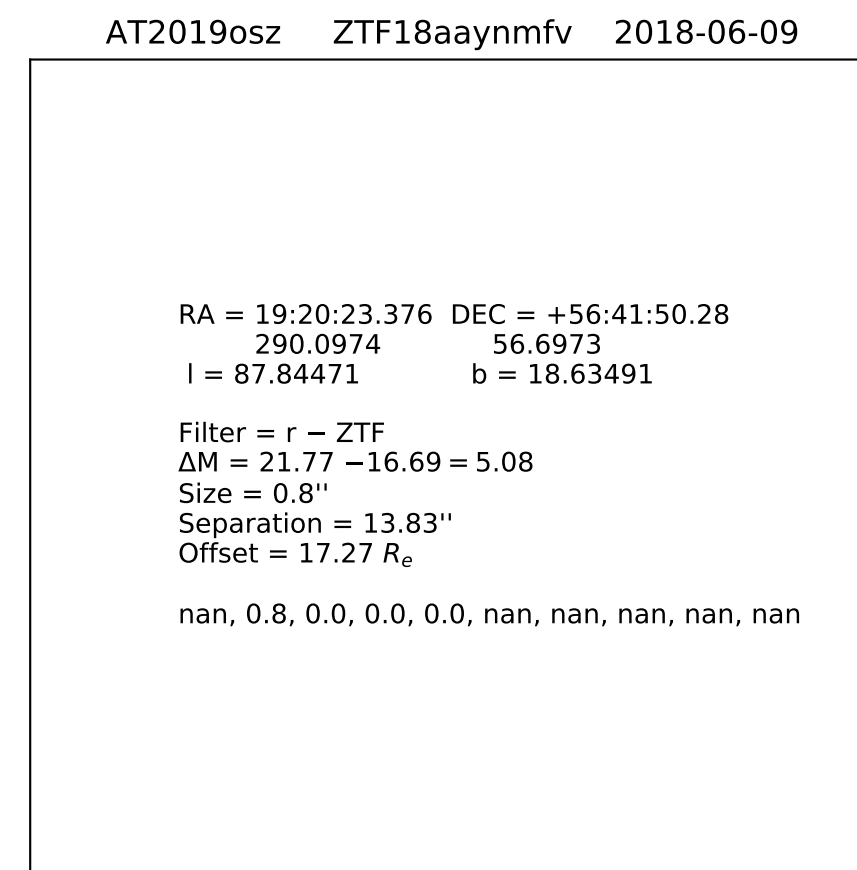 AT2019osz ZTF18aaynmfv 2018-06-09
RA = 19:20:23.376 DEC = +56:41:50.28
290.0974 56.6973
l = 87.84471 b = 18.63491
Filter = r − ZTF
ΔM = 21.77 −16.69 = 5.08
Size = 0.8''
Separation = 13.83''
Offset = 17.27 Rₑ
nan, 0.8, 0.0, 0.0, 0.0, nan, nan, nan, nan, nan